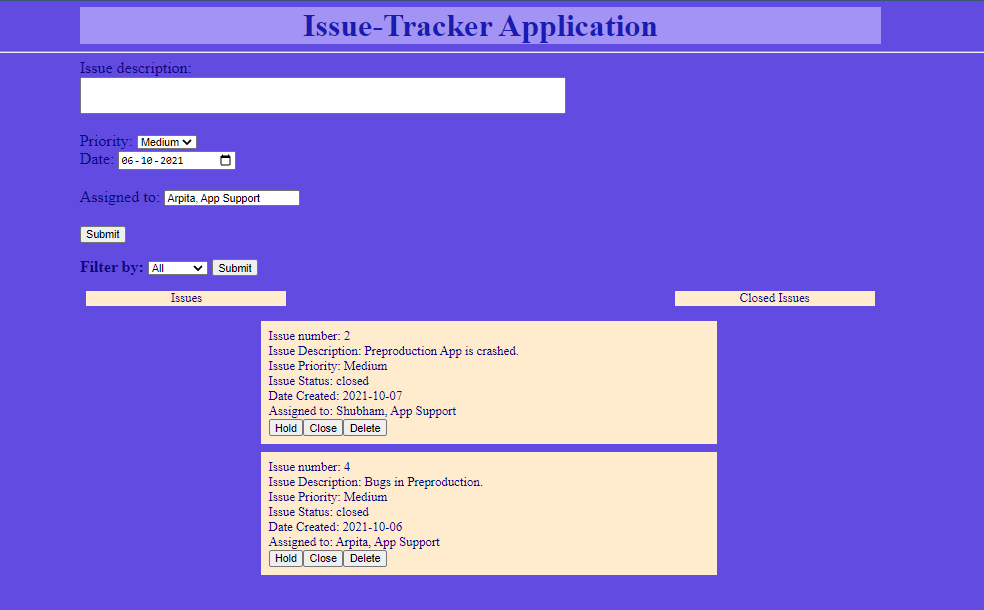 Issue-Tracker Application
Issue description:
Priority: Medium
Date: 06-10-2021
Assigned to: Arpita, App Support
Submit
Filter by: All Submit
Issues Closed Issues
Issue number: 2
Issue Description: Preproduction App is crashed.
Issue Priority: Medium
Issue Status: closed
Date Created: 2021-10-07
Assigned to: Shubham, App Support
Hold Close Delete
Issue number: 4
Issue Description: Bugs in Preproduction.
Issue Priority: Medium
Issue Status: closed
Date Created: 2021-10-06
Assigned to: Arpita, App Support
Hold Close Delete